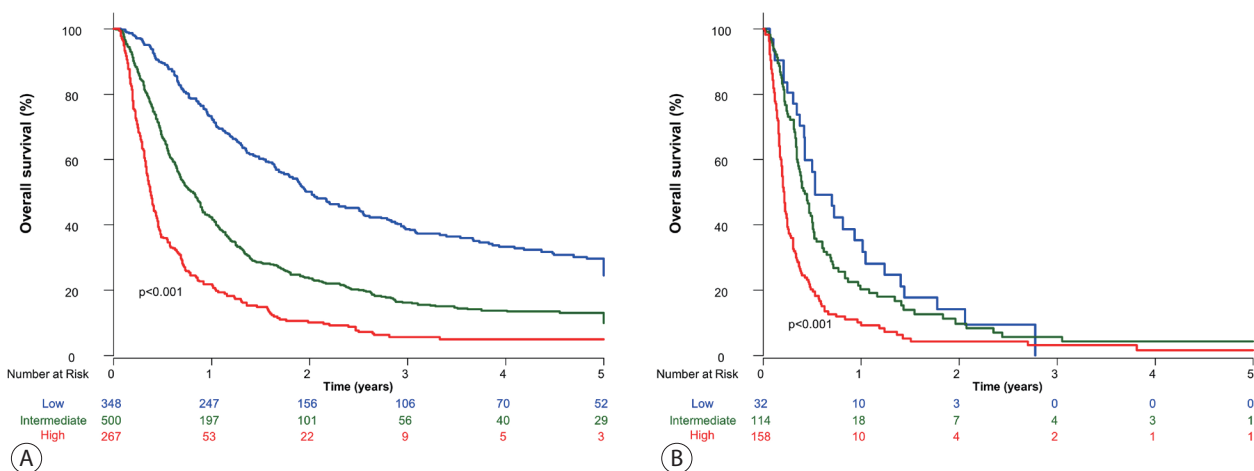 100
80
60
40
20
0
Overall survival (%)
p<0.001
0 1 2 3 4 5
Number at Risk
Time (years)
Low 348 247 156 106 70 52
Intermediate 500 197 101 56 40 29
High 267 53 22 9 5 3
A
100
80
60
40
20
0
Overall survival (%)
p<0.001
0 1 2 3 4 5
Number at Risk
Time (years)
Low 32 10 3 0 0 0
Intermediate 114 18 7 4 3 1
High 158 10 4 2 1 1
B